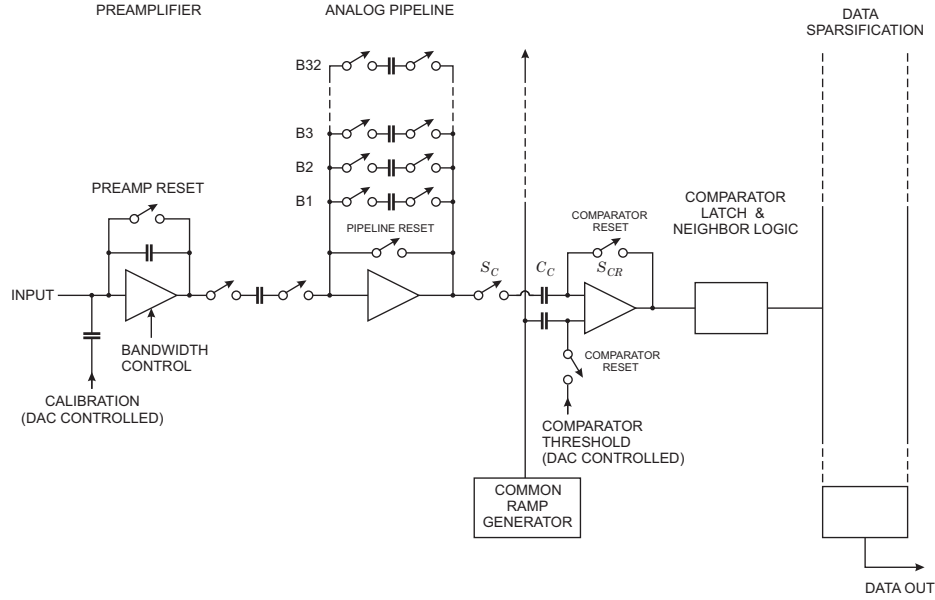 PREAMPLIFIER
ANALOG PIPELINE
DATA
SPARSIFICATION
B32
B3
B2
B1
PREAMP RESET
PIPELINE RESET
COMPARATOR
RESET
COMPARATOR
LATCH &
NEIGHBOR LOGIC
S_C
C_C
S_CR
INPUT
BANDWIDTH
CONTROL
COMPARATOR
RESET
CALIBRATION
(DAC CONTROLLED)
COMPARATOR
THRESHOLD
(DAC CONTROLLED)
COMMON
RAMP
GENERATOR
DATA OUT